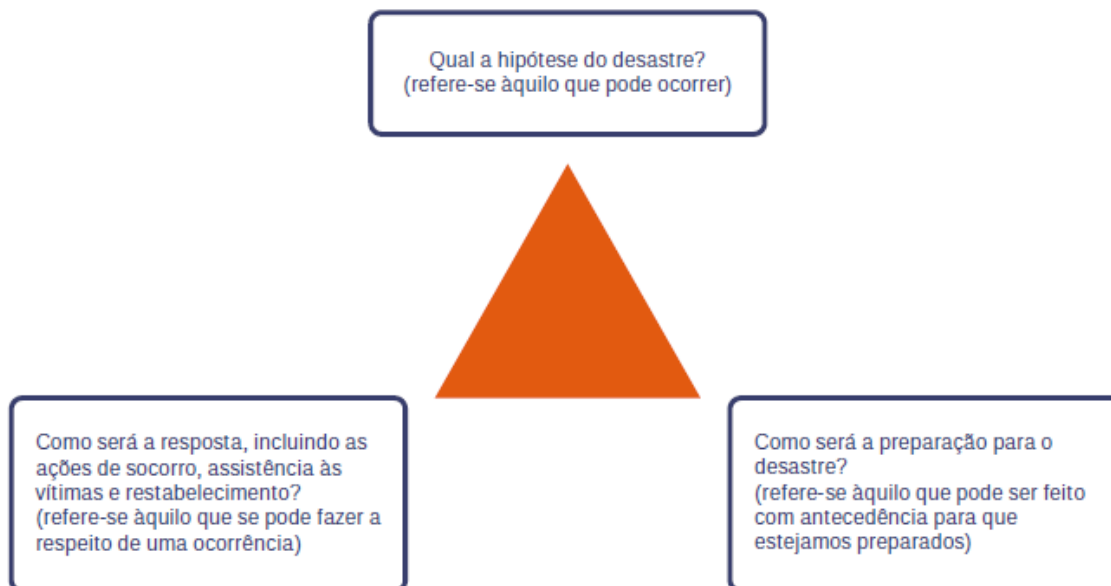 Qual a hipótese do desastre?
(refere-se àquilo que pode ocorrer)
Como será a resposta, incluindo as
ações de socorro, assistência às
vítimas e restabelecimento?
(refere-se àquilo que se pode fazer a
respeito de uma ocorrência)
Como será a preparação para o
desastre?
(refere-se àquilo que pode ser feito
com antecedência para que
estejamos preparados)